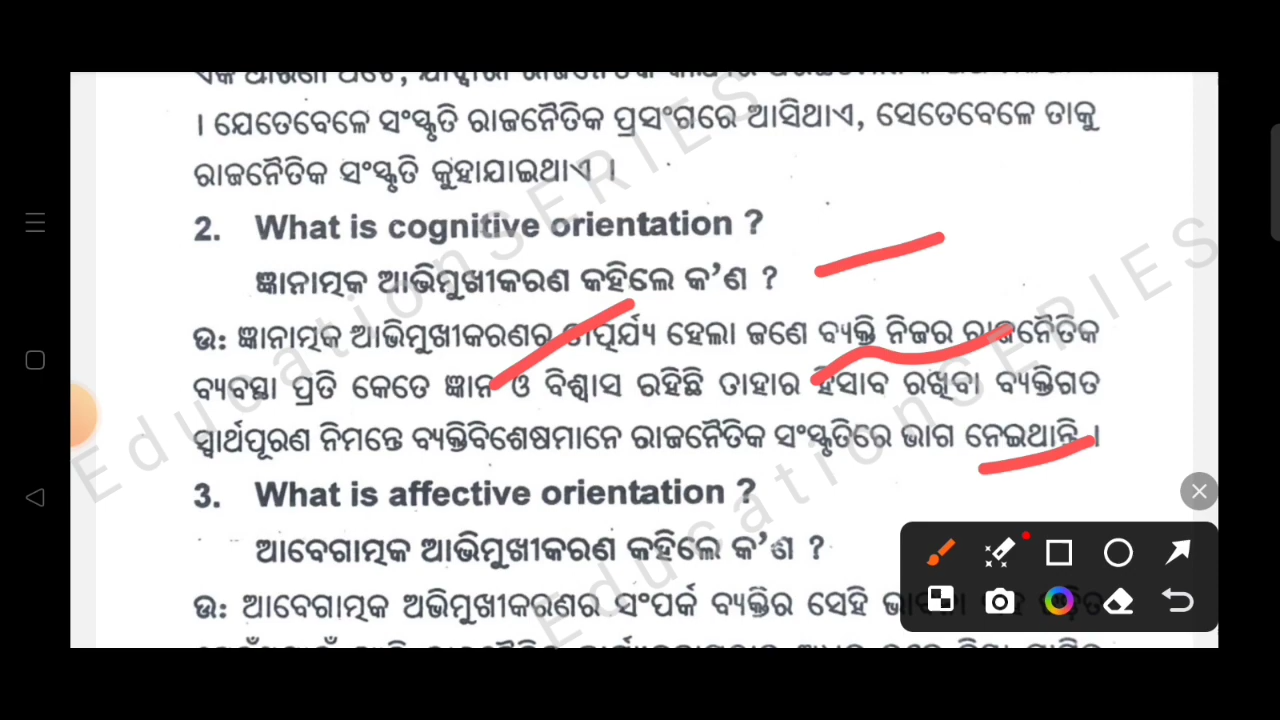 । ଯେତେବେଳେ ସଂସ୍କୃତି ରାଜନୈତିକ ପ୍ରସଂଗରେ ଆସିଥାଏ, ସେତେବେଳେ ତାକୁ
ରାଜନୈତିକ ସଂସ୍କୃତି କୁହାଯାଇଥାଏ ।
2. What is cognitive orientation ?
ଜ୍ଞାନାତ୍ମକ ଆଭିମୁଖୀକରଣ କହିଲେ କ’ଣ ?
ଉ: ଜ୍ଞାନାତ୍ମକ ଆଭିମୁଖୀକରଣର ହେଲା ଜଣେ ବ୍ୟକ୍ତି ନିଜର ରାଜନୈତିକ
ବ୍ୟବସ୍ଥା ପ୍ରତି କେତେ ଜ୍ଞାନ ଓ ବିଶ୍ୱାସ ରହିଛି ତାହାର ହିସାବ ରଖିବା ବ୍ୟକ୍ତିଗତ
ସ୍ୱାର୍ଥପୂରଣ ନିମନ୍ତେ ବ୍ୟକ୍ତିବିଶେଷମାନେ ରାଜନୈତିକ ସଂସ୍କୃତିରେ ଭାଗ ନେଇଥାନ୍ତି ।
3. What is affective orientation ?
ଆବେଗାତ୍ମକ ଆଭିମୁଖୀକରଣ କହିଲେ କ’ଣ ?
ଉ: ଆବେଗାତ୍ମକ ଅଭିମୁଖୀକରଣର ସଂପର୍କ ବ୍ୟକ୍ତିର ସେହି
EducationSERIES
EducationSERIES